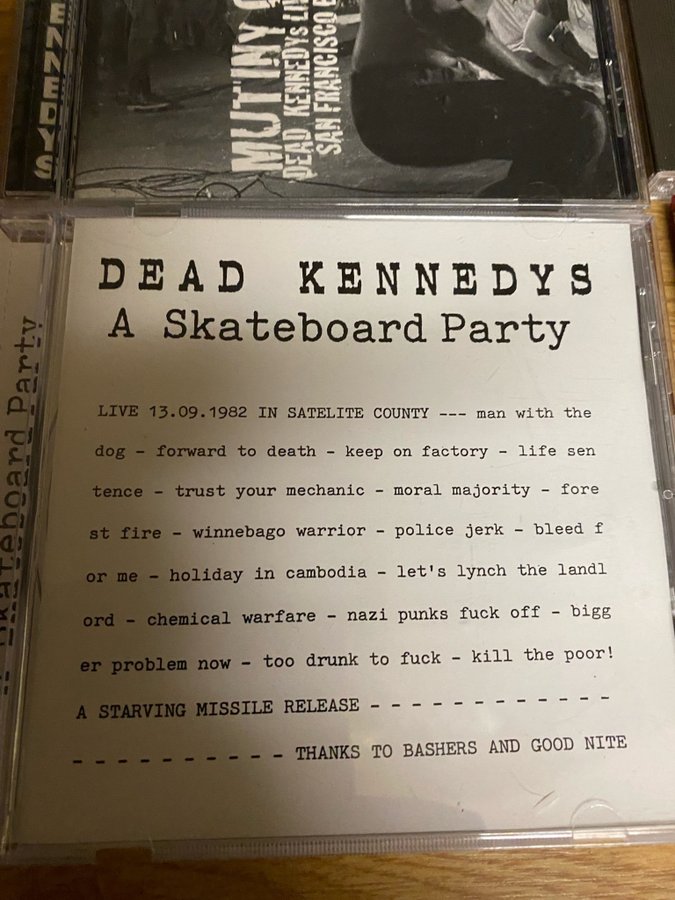 ENNEDYS
MUTINY
DEAD KENNEDYS
SAN FRANCISCO
DEAD KENNEDYS
A Skateboard Party
LIVE 13.09.1982 IN SATELITE COUNTY --- man with the
dog - forward to death - keep on factory - life sen
tence - trust your mechanic - moral majority - fore
st fire - winnebago warrior - police jerk - bleed f
or me - holiday in cambodia - let's lynch the landl
ord - chemical warfare - nazi punks fuck off - bigg
er problem now - too drunk to fuck - kill the poor!
A STARVING MISSILE RELEASE - - - - - - - - - - - -
- - - - - - - - - - THANKS TO BASHERS AND GOOD NITE
Skateboard Party